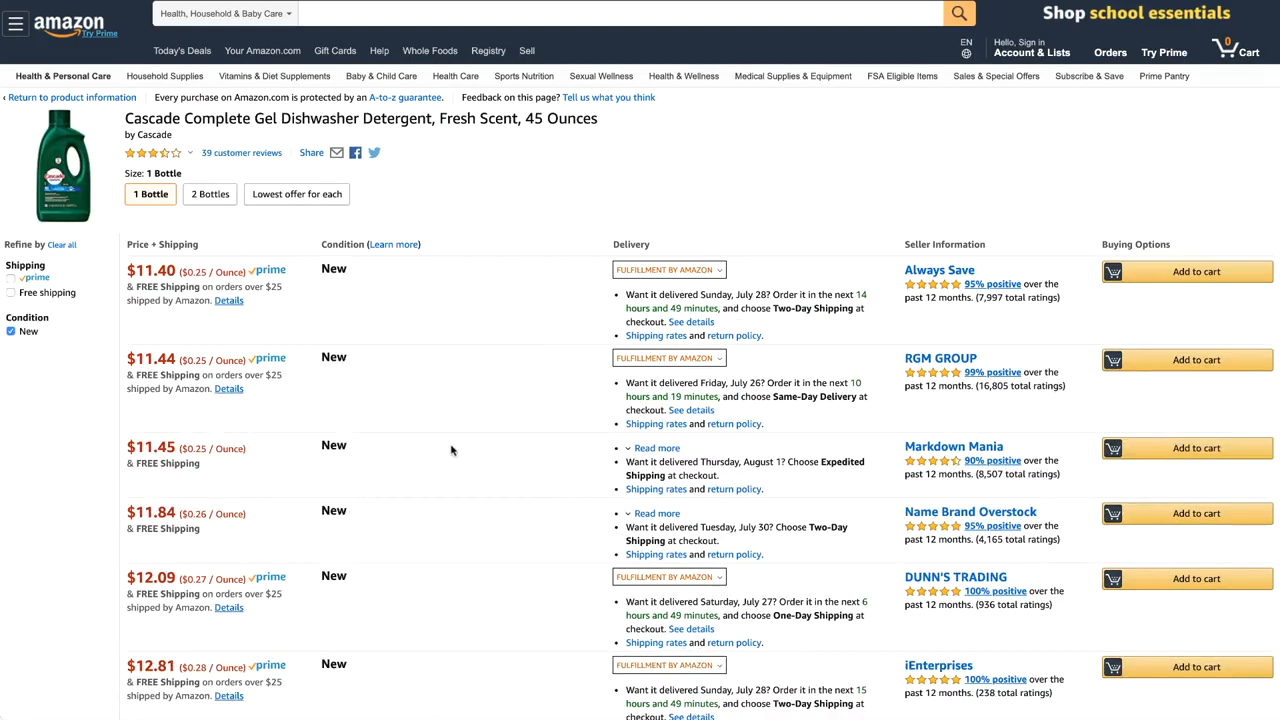 amazon
Try Prime
Health, Household & Baby Care
Shop school essentials
Today's Deals Your Amazon.com Gift Cards Help Whole Foods Registry Sell
EN
Hello, Sign in
Account & Lists
Orders
Try Prime
0
Cart
Health & Personal Care Household Supplies Vitamins & Diet Supplements Baby & Child Care Health Care Sports Nutrition Sexual Wellness Health & Wellness Medical Supplies & Equipment FSA Eligible Items Sales & Special Offers Subscribe & Save Prime Pantry
‹ Return to product information Every purchase on Amazon.com is protected by an A-to-z guarantee. Feedback on this page? Tell us what you think
Cascade Complete Gel Dishwasher Detergent, Fresh Scent, 45 Ounces
by Cascade
39 customer reviews Share
Size: 1 Bottle
1 Bottle 2 Bottles Lowest offer for each
Refine by Clear all
Shipping
prime
Free shipping
Condition
New
Price + Shipping Condition (Learn more) Delivery Seller Information Buying Options
$11.40 ($0.25 / Ounce) prime
& FREE Shipping on orders over $25
shipped by Amazon. Details
New
FULFILLMENT BY AMAZON
• Want it delivered Sunday, July 28? Order it in the next 14
hours and 49 minutes, and choose Two-Day Shipping at
checkout. See details
• Shipping rates and return policy.
Always Save
95% positive over the
past 12 months. (7,997 total ratings)
Add to cart
$11.44 ($0.25 / Ounce) prime
& FREE Shipping on orders over $25
shipped by Amazon. Details
New
FULFILLMENT BY AMAZON
• Want it delivered Friday, July 26? Order it in the next 10
hours and 19 minutes, and choose Same-Day Delivery at
checkout. See details
• Shipping rates and return policy.
RGM GROUP
99% positive over the
past 12 months. (16,805 total ratings)
Add to cart
$11.45 ($0.25 / Ounce)
& FREE Shipping
New
• Read more
• Want it delivered Thursday, August 1? Choose Expedited
Shipping at checkout.
• Shipping rates and return policy.
Markdown Mania
90% positive over the
past 12 months. (8,507 total ratings)
Add to cart
$11.84 ($0.26 / Ounce)
& FREE Shipping
New
• Read more
• Want it delivered Tuesday, July 30? Choose Two-Day
Shipping at checkout.
• Shipping rates and return policy.
Name Brand Overstock
95% positive over the
past 12 months. (4,165 total ratings)
Add to cart
$12.09 ($0.27 / Ounce) prime
& FREE Shipping on orders over $25
shipped by Amazon. Details
New
FULFILLMENT BY AMAZON
• Want it delivered Saturday, July 27? Order it in the next 6
hours and 49 minutes, and choose One-Day Shipping at
checkout. See details
• Shipping rates and return policy.
DUNN'S TRADING
100% positive over the
past 12 months. (936 total ratings)
Add to cart
$12.81 ($0.28 / Ounce) prime
& FREE Shipping on orders over $25
shipped by Amazon. Details
New
FULFILLMENT BY AMAZON
• Want it delivered Sunday, July 28? Order it in the next 15
hours and 49 minutes, and choose Two-Day Shipping at
checkout. See details
iEnterprises
100% positive over the
past 12 months. (238 total ratings)
Add to cart